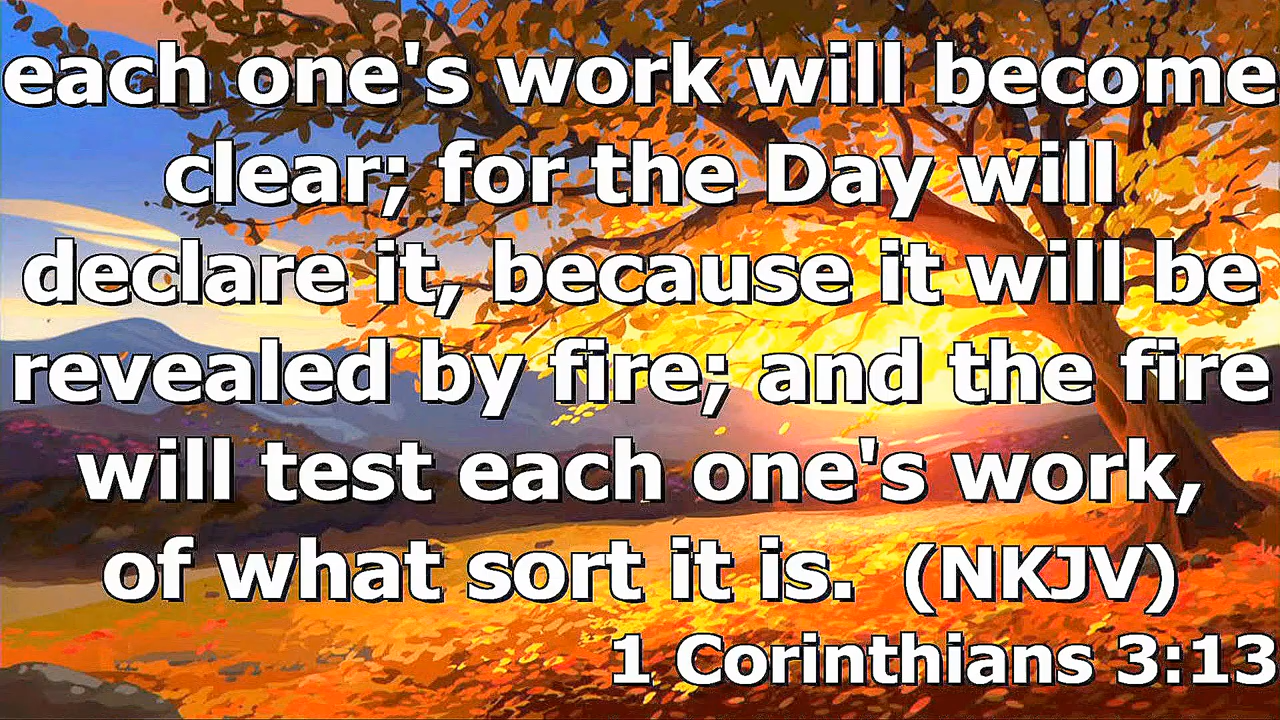 each one's work will become
clear; for the Day will
declare it, because it will be
revealed by fire; and the fire
will test each one's work,
of what sort it is.  (NKJV)
1 Corinthians 3:13